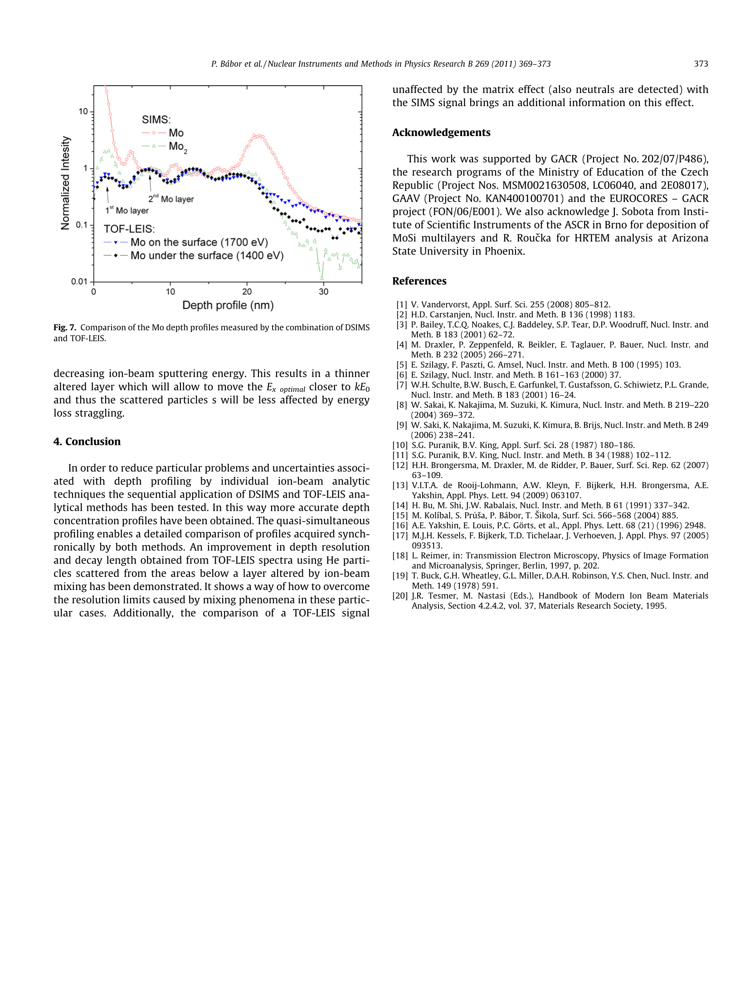 P. Bábor et al. / Nuclear Instruments and Methods in Physics Research B 269 (2011) 369–373
373
10
1
0.1
0.01
Normalized Intesity
SIMS:
Mo
Mo2
2nd Mo layer
1st Mo layer
TOF-LEIS:
Mo on the surface (1700 eV)
Mo under the surface (1400 eV)
0
10
20
30
Depth profile (nm)
Fig. 7. Comparison of the Mo depth profiles measured by the combination of DSIMS
and TOF-LEIS.
decreasing ion-beam sputtering energy. This results in a thinner
altered layer which will allow to move the Ex optimal closer to kE0
and thus the scattered particles s will be less affected by energy
loss straggling.
4. Conclusion
In order to reduce particular problems and uncertainties associ-
ated with depth profiling by individual ion-beam analytic
techniques the sequential application of DSIMS and TOF-LEIS ana-
lytical methods has been tested. In this way more accurate depth
concentration profiles have been obtained. The quasi-simultaneous
profiling enables a detailed comparison of profiles acquired synch-
ronically by both methods. An improvement in depth resolution
and decay length obtained from TOF-LEIS spectra using He parti-
cles scattered from the areas below a layer altered by ion-beam
mixing has been demonstrated. It shows a way of how to overcome
the resolution limits caused by mixing phenomena in these partic-
ular cases. Additionally, the comparison of a TOF-LEIS signal
unaffected by the matrix effect (also neutrals are detected) with
the SIMS signal brings an additional information on this effect.
Acknowledgements
This work was supported by GACR (Project No. 202/07/P486),
the research programs of the Ministry of Education of the Czech
Republic (Project Nos. MSM0021630508, LC06040, and 2E08017),
GAAV (Project No. KAN400100701) and the EUROCORES – GACR
project (FON/06/E001). We also acknowledge J. Sobota from Insti-
tute of Scientific Instruments of the ASCR in Brno for deposition of
MoSi multilayers and R. Roučka for HRTEM analysis at Arizona
State University in Phoenix.
References
[1] V. Vandervorst, Appl. Surf. Sci. 255 (2008) 805–812.
[2] H.D. Carstanjen, Nucl. Instr. and Meth. B 136 (1998) 1183.
[3] P. Bailey, T.C.Q. Noakes, C.J. Baddeley, S.P. Tear, D.P. Woodruff, Nucl. Instr. and
Meth. B 183 (2001) 62–72.
[4] M. Draxler, P. Zeppenfeld, R. Beikler, E. Taglauer, P. Bauer, Nucl. Instr. and
Meth. B 232 (2005) 266–271.
[5] E. Szilagy, F. Paszti, G. Amsel, Nucl. Instr. and Meth. B 100 (1995) 103.
[6] E. Szilagy, Nucl. Instr. and Meth. B 161–163 (2000) 37.
[7] W.H. Schulte, B.W. Busch, E. Garfunkel, T. Gustafsson, G. Schiwietz, P.L. Grande,
Nucl. Instr. and Meth. B 183 (2001) 16–24.
[8] W. Sakai, K. Nakajima, M. Suzuki, K. Kimura, Nucl. Instr. and Meth. B 219–220
(2004) 369–372.
[9] W. Saki, K. Nakajima, M. Suzuki, K. Kimura, B. Brijs, Nucl. Instr. and Meth. B 249
(2006) 238–241.
[10] S.G. Puranik, B.V. King, Appl. Surf. Sci. 28 (1987) 180–186.
[11] S.G. Puranik, B.V. King, Nucl. Instr. and Meth. B 34 (1988) 102–112.
[12] H.H. Brongersma, M. Draxler, M. de Ridder, P. Bauer, Surf. Sci. Rep. 62 (2007)
63–109.
[13] V.I.T.A. de Rooij-Lohmann, A.W. Kleyn, F. Bijkerk, H.H. Brongersma, A.E.
Yakshin, Appl. Phys. Lett. 94 (2009) 063107.
[14] H. Bu, M. Shi, J.W. Rabalais, Nucl. Instr. and Meth. B 61 (1991) 337–342.
[15] M. Kolíbal, S. Průša, P. Bábor, T. Šikola, Surf. Sci. 566–568 (2004) 885.
[16] A.E. Yakshin, E. Louis, P.C. Görts, et al., Appl. Phys. Lett. 68 (21) (1996) 2948.
[17] M.J.H. Kessels, F. Bijkerk, T.D. Tichelaar, J. Verhoeven, J. Appl. Phys. 97 (2005)
093513.
[18] L. Reimer, in: Transmission Electron Microscopy, Physics of Image Formation
and Microanalysis, Springer, Berlin, 1997, p. 202.
[19] T. Buck, G.H. Wheatley, G.L. Miller, D.A.H. Robinson, Y.S. Chen, Nucl. Instr. and
Meth. 149 (1978) 591.
[20] J.R. Tesmer, M. Nastasi (Eds.), Handbook of Modern Ion Beam Materials
Analysis, Section 4.2.4.2, vol. 37, Materials Research Society, 1995.